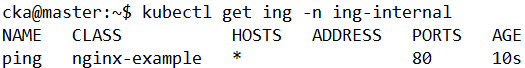 cka@master:~$ kubectl get ing -n ing-internal
NAME   CLASS           HOSTS   ADDRESS   PORTS   AGE
ping   nginx-example   *                 80      10s